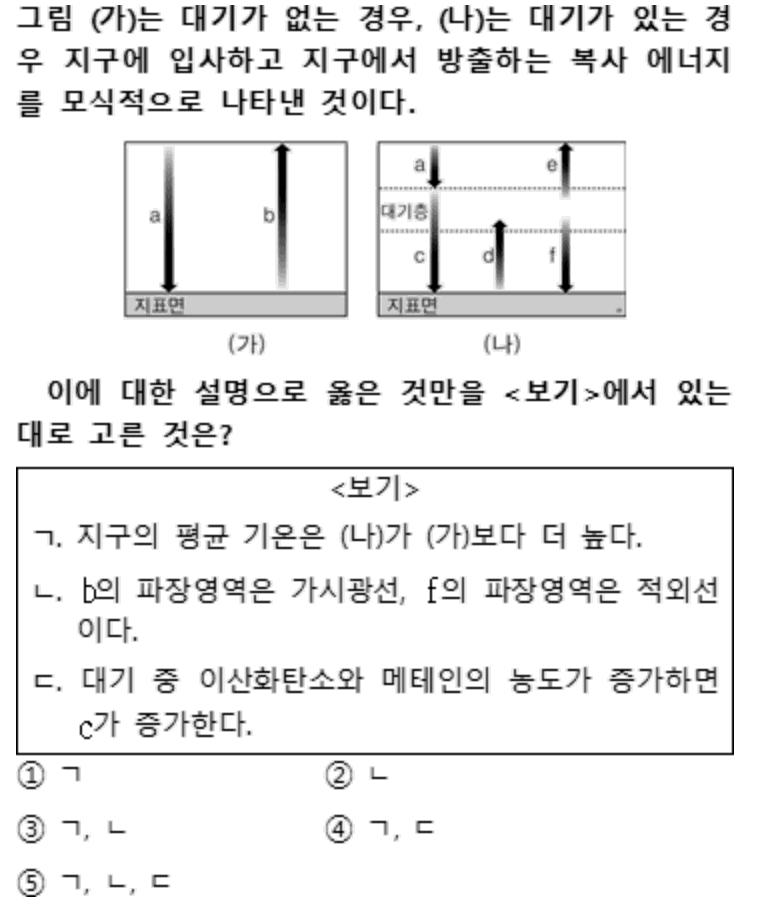 그림 (가)는 대기가 없는 경우, (나)는 대기가 있는 경
우 지구에 입사하고 지구에서 방출하는 복사 에너지
를 모식적으로 나타낸 것이다.
a b
지표면
(가)
a e
대기층
c d f
지표면
(나)
이에 대한 설명으로 옳은 것만을 <보기>에서 있는
대로 고른 것은?
<보기>
ㄱ. 지구의 평균 기온은 (나)가 (가)보다 더 높다.
ㄴ. b의 파장영역은 가시광선, f의 파장영역은 적외선
이다.
ㄷ. 대기 중 이산화탄소와 메테인의 농도가 증가하면
c가 증가한다.
① ㄱ ② ㄴ
③ ㄱ, ㄴ ④ ㄱ, ㄷ
⑤ ㄱ, ㄴ, ㄷ